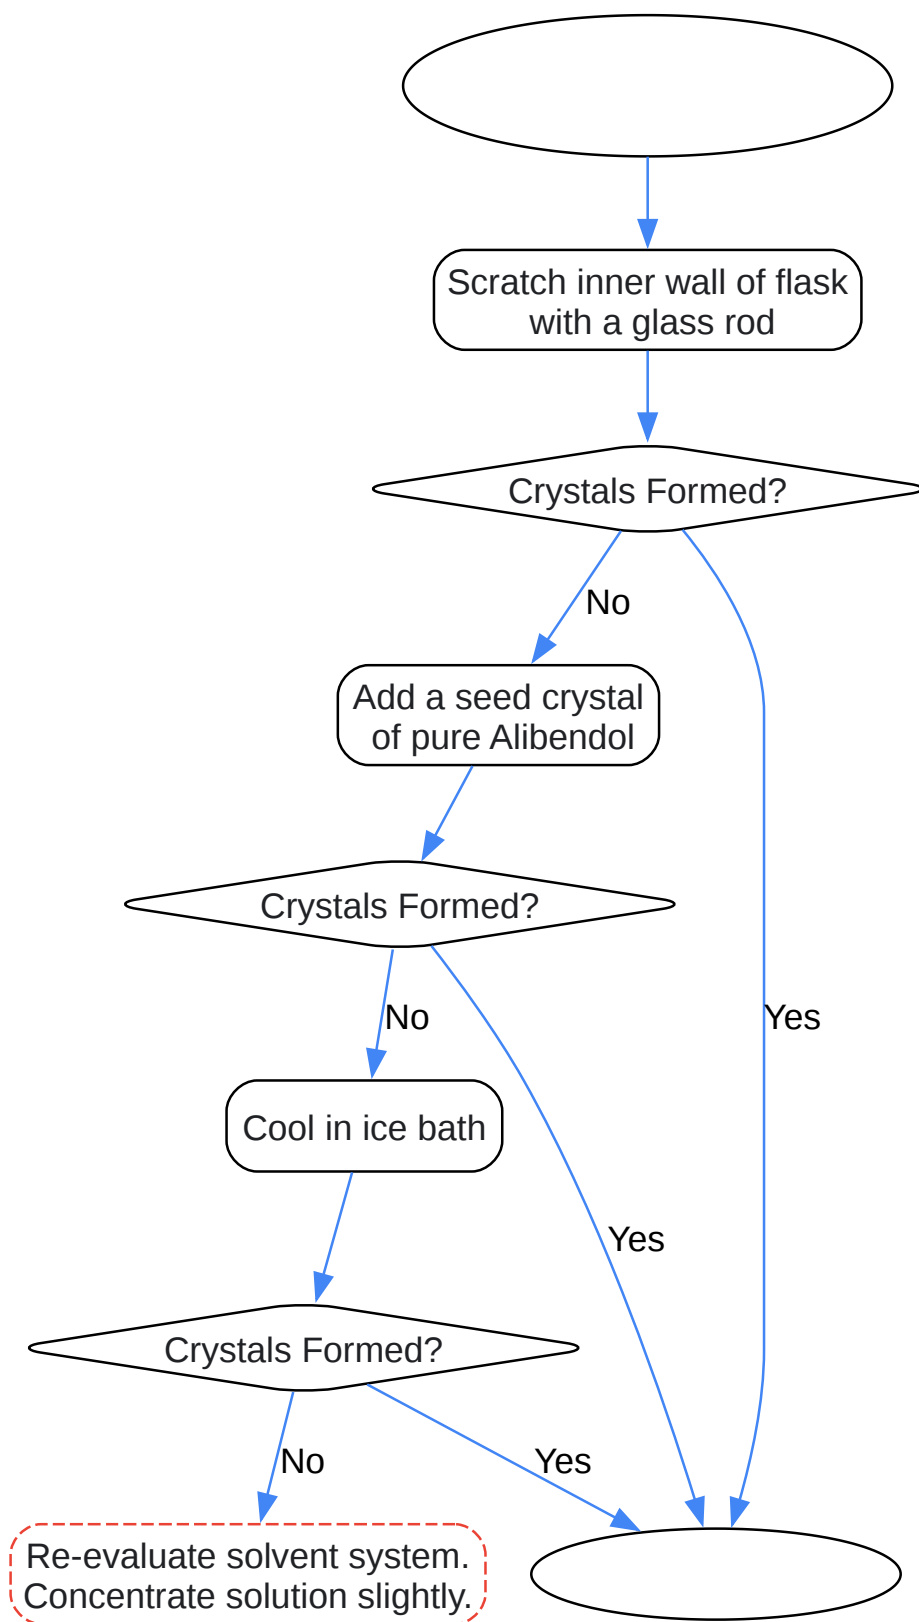 Scratch inner wall of flask
with a glass rod
Crystals Formed?
No
Add a seed crystal
of pure Alibendol
Crystals Formed?
No
Yes
Cool in ice bath
Yes
Crystals Formed?
No
Yes
Re-evaluate solvent system.
Concentrate solution slightly.